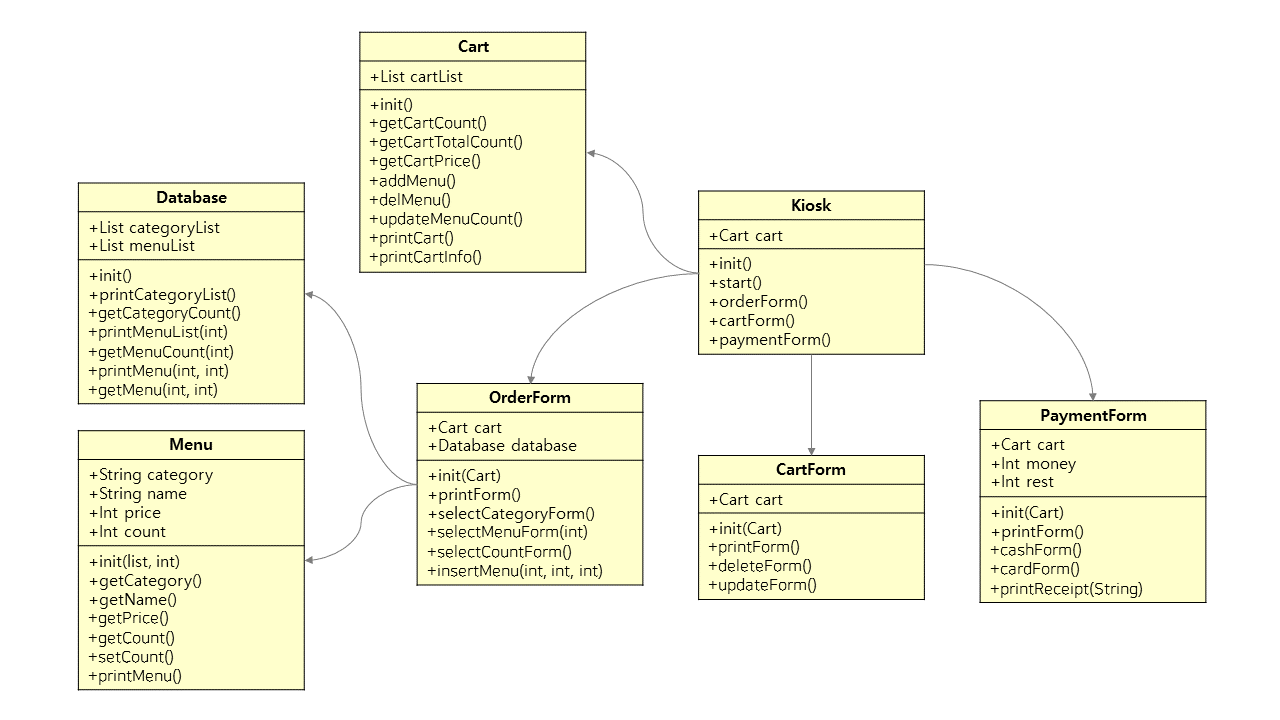 Cart
+List cartList
+init()
+getCartCount()
+getCartTotalCount()
+getCartPrice()
+addMenu()
+delMenu()
+updateMenuCount()
+printCart()
+printCartInfo()
Database
+List categoryList
+List menuList
+init()
+printCategoryList()
+getCategoryCount()
+printMenuList(int)
+getMenuCount(int)
+printMenu(int, int)
+getMenu(int, int)
Kiosk
+Cart cart
+init()
+start()
+orderForm()
+cartForm()
+paymentForm()
Menu
+String category
+String name
+Int price
+Int count
+init(list, int)
+getCategory()
+getName()
+getPrice()
+getCount()
+setCount()
+printMenu()
OrderForm
+Cart cart
+Database database
+init(Cart)
+printForm()
+selectCategoryForm()
+selectMenuForm(int)
+selectCountForm()
+insertMenu(int, int, int)
CartForm
+Cart cart
+init(Cart)
+printForm()
+deleteForm()
+updateForm()
PaymentForm
+Cart cart
+Int money
+Int rest
+init(Cart)
+printForm()
+cashForm()
+cardForm()
+printReceipt(String)